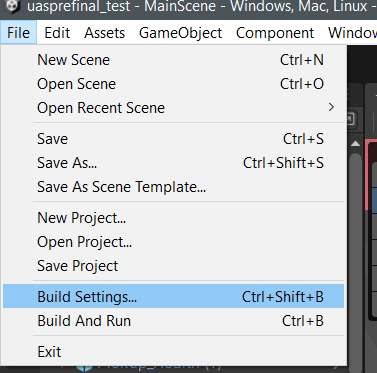 uasprefinal_test - MainScene - Windows, Mac, Linux -
File Edit Assets GameObject Component Window
New Scene Ctrl+N
Open Scene Ctrl+O
Open Recent Scene >
Save Ctrl+S
Save As... Ctrl+Shift+S
Save As Scene Template...
New Project...
Open Project...
Save Project
Build Settings... Ctrl+Shift+B
Build And Run Ctrl+B
Exit
Pickup_Health (1)